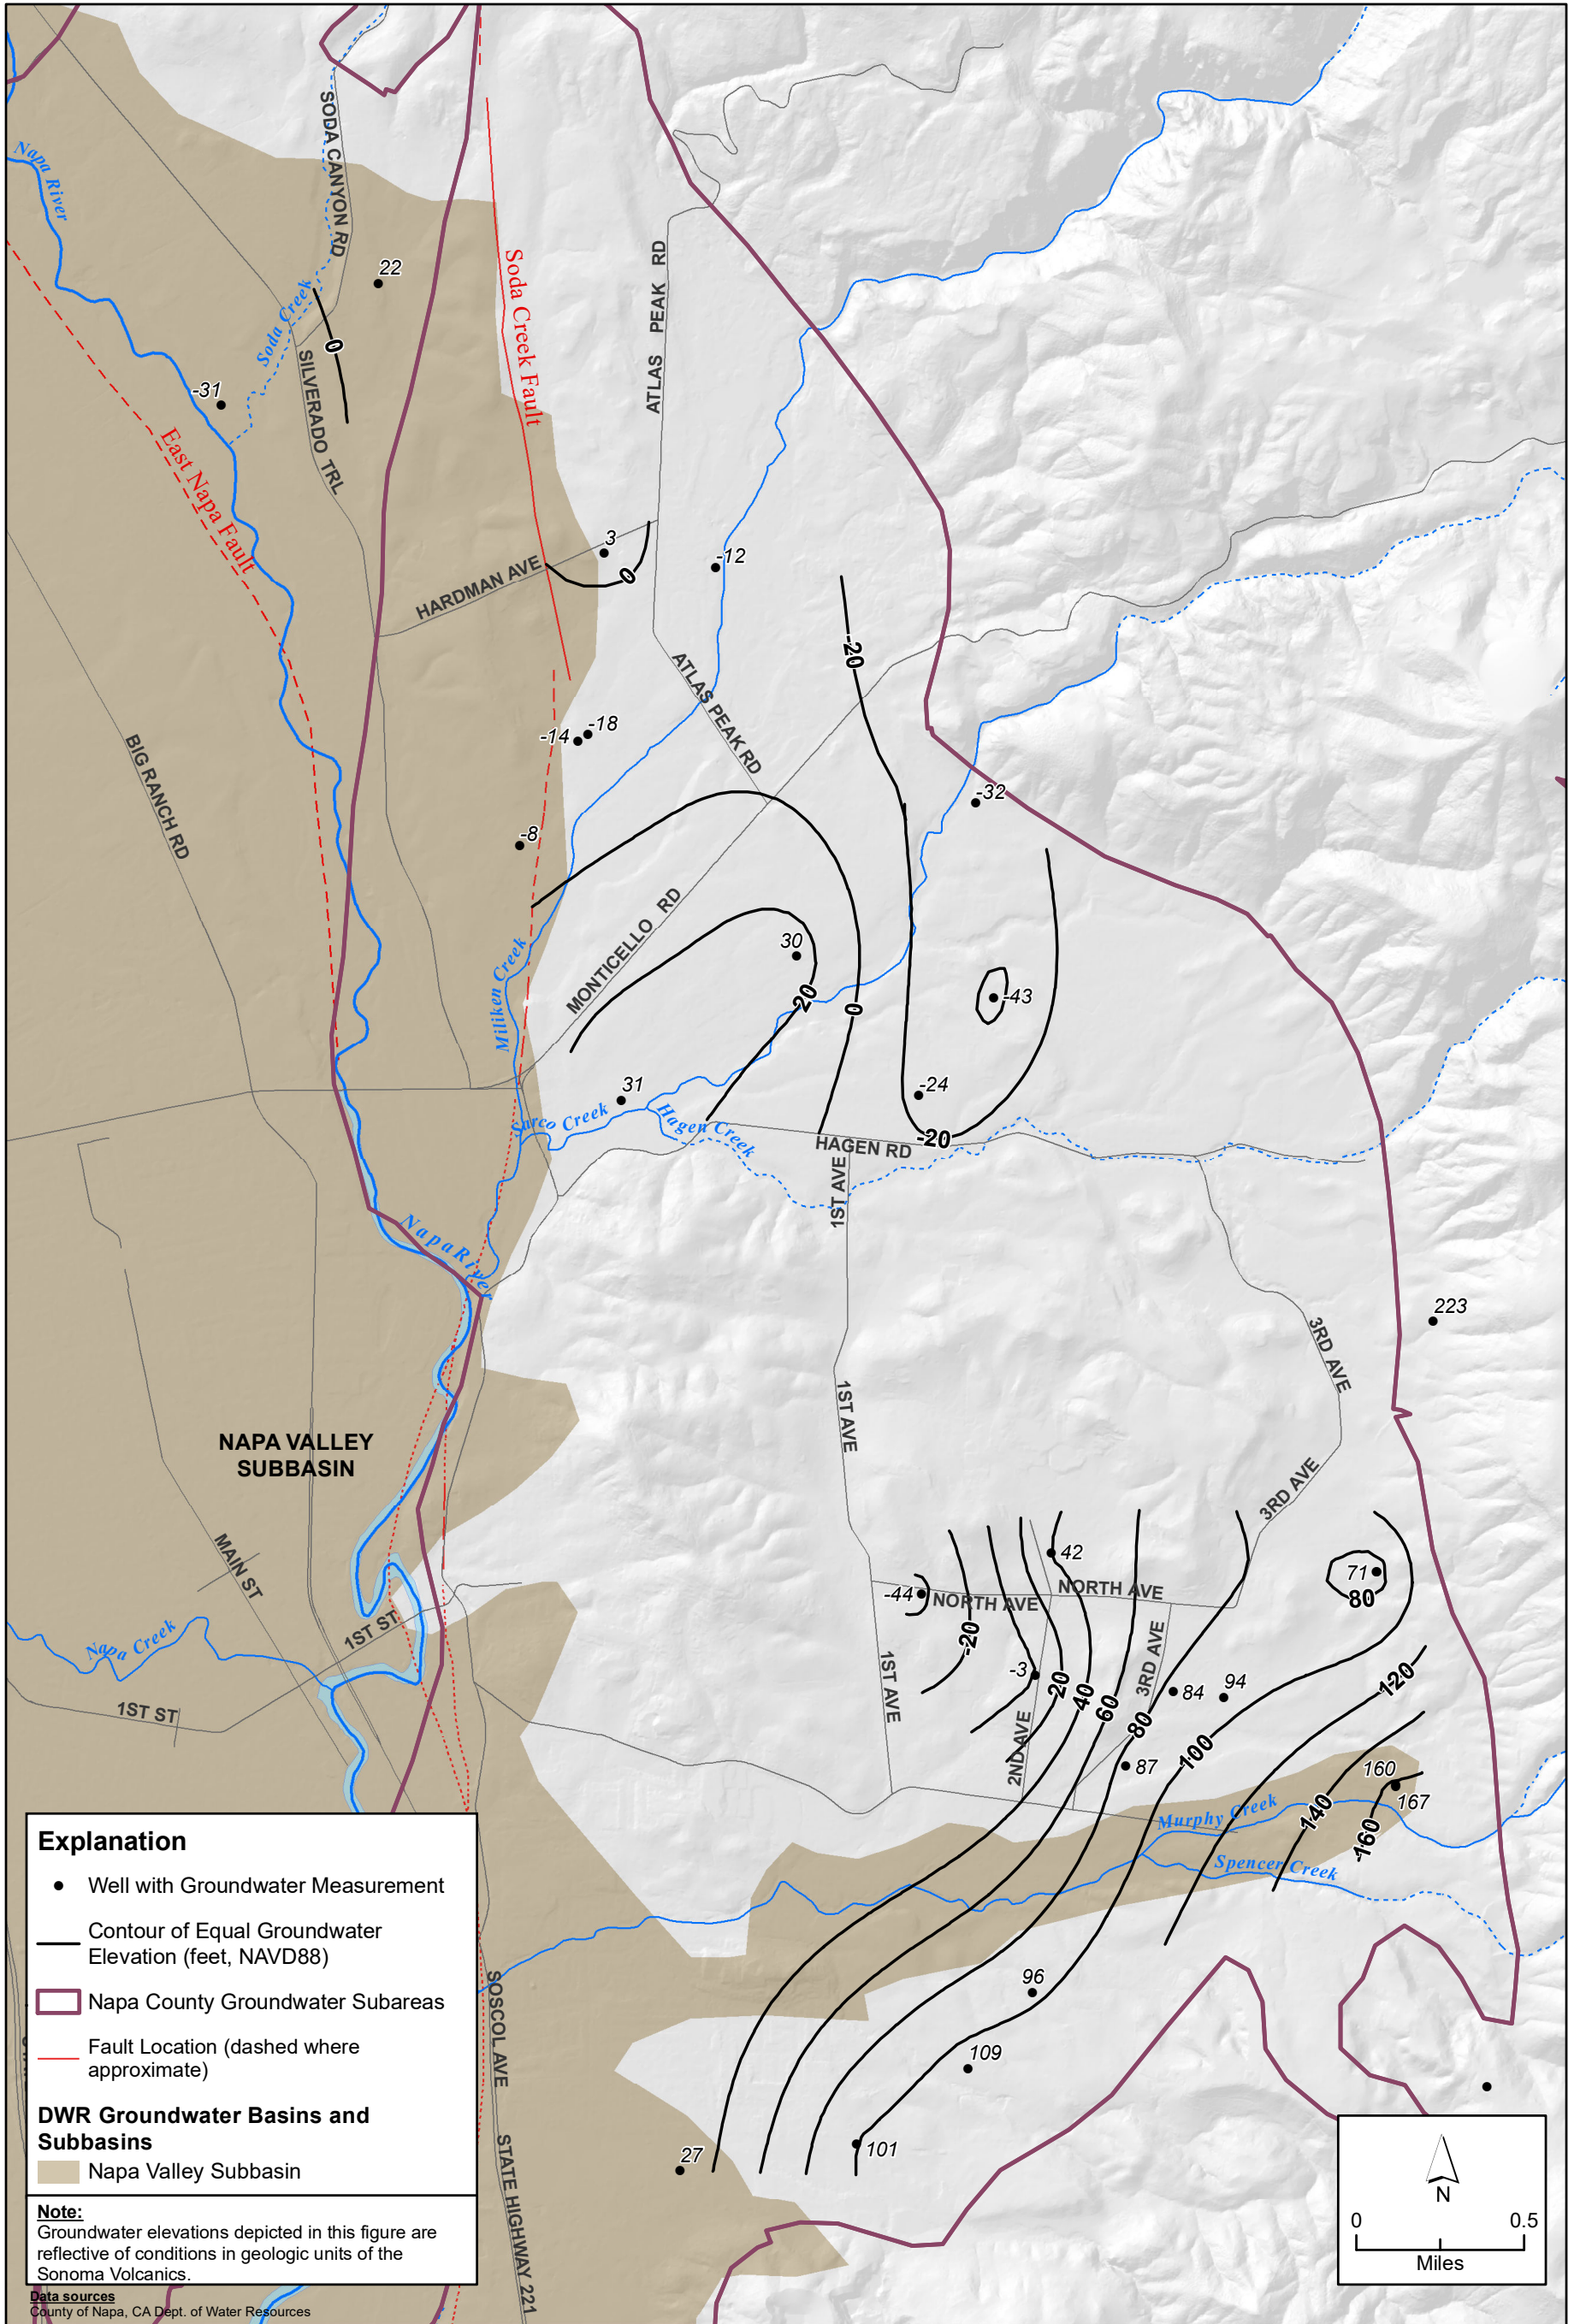 Napa River
SODA CANYON RD
22
Soda Creek
0
SILVERADO TRL
-31
East Napa Fault
Soda Creek Fault
ATLAS PEAK RD
3
-12
HARDMAN AVE
0
-20
ATLAS PEAK RD
-18
-14
-32
BIG RANCH RD
-8
MONTICELLO RD
30
Milliken Creek
20
0
-43
-24
31
Sarco Creek
Hagen Creek
-20
HAGEN RD
1ST AVE
Napa River
223
3RD AVE
1ST AVE
NAPA VALLEY
SUBBASIN
3RD AVE
MAIN ST
42
71
80
-44
NORTH AVE
NORTH AVE
1ST ST
Napa Creek
-20
-3
20
40
60
80
3RD AVE
84
94
120
1ST AVE
1ST ST
2ND AVE
87
100
160
167
140
160
Murphy Creek
Spencer Creek
96
109
101
27
SOSCOL AVE
STATE HIGHWAY 221
Explanation
Well with Groundwater Measurement
Contour of Equal Groundwater
Elevation (feet, NAVD88)
Napa County Groundwater Subareas
Fault Location (dashed where
approximate)
DWR Groundwater Basins and
Subbasins
Napa Valley Subbasin
Note:
Groundwater elevations depicted in this figure are
reflective of conditions in geologic units of the
Sonoma Volcanics.
Data sources
County of Napa, CA Dept. of Water Resources
N
0 0.5
Miles